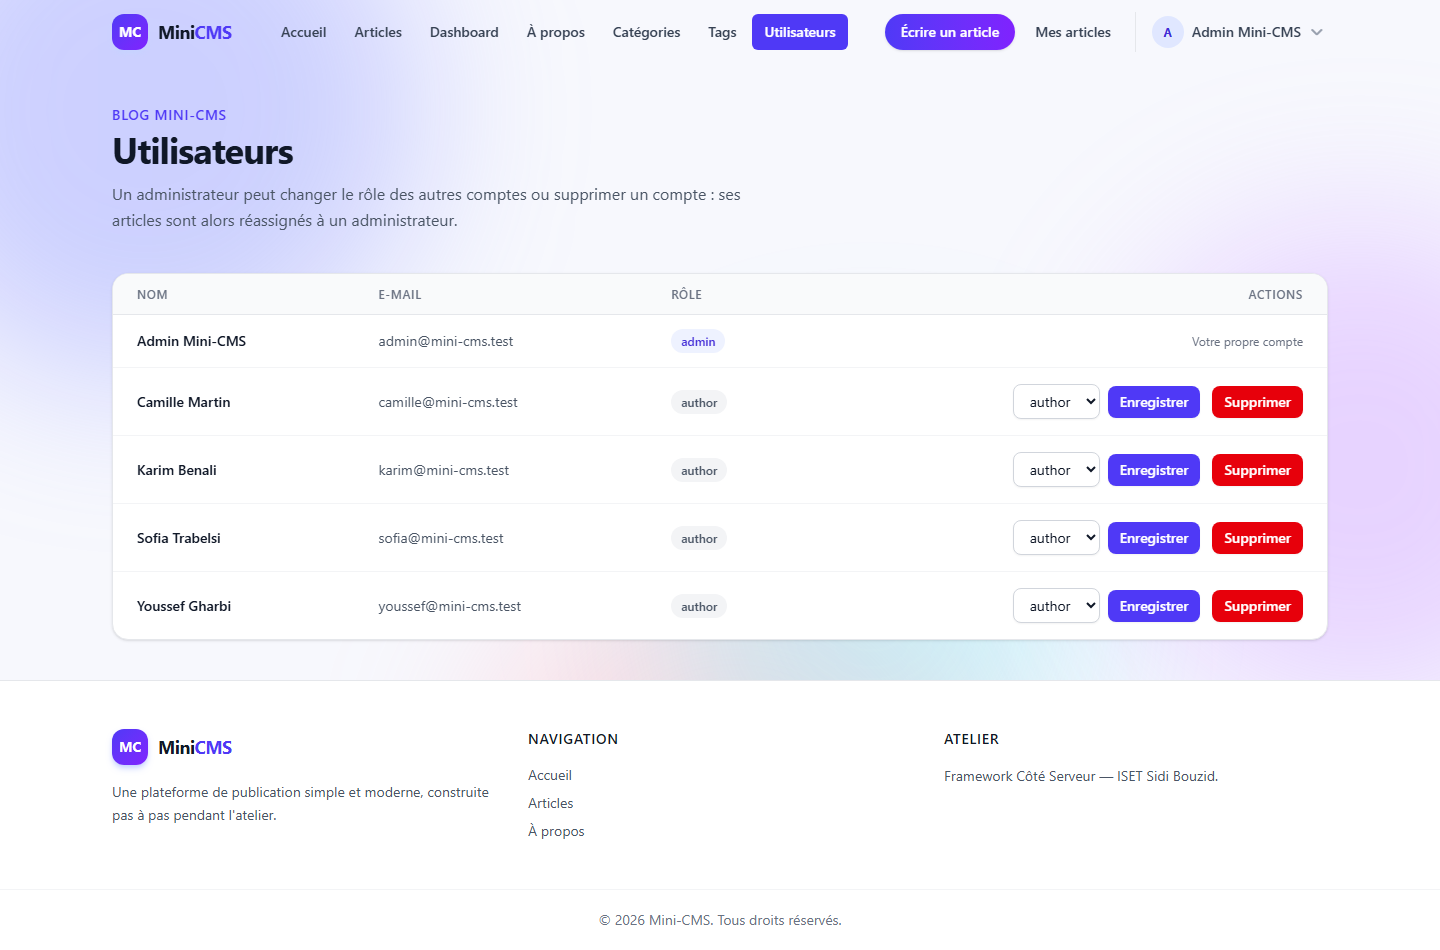 MC MiniCMS Accueil Articles Dashboard À propos Catégories Tags Utilisateurs Écrire un article Mes articles A Admin Mini-CMS
BLOG MINI-CMS
Utilisateurs
Un administrateur peut changer le rôle des autres comptes ou supprimer un compte : ses
articles sont alors réassignés à un administrateur.
NOM E-MAIL RÔLE ACTIONS
Admin Mini-CMS admin@mini-cms.test admin Votre propre compte
Camille Martin camille@mini-cms.test author author Enregistrer Supprimer
Karim Benali karim@mini-cms.test author author Enregistrer Supprimer
Sofia Trabelsi sofia@mini-cms.test author author Enregistrer Supprimer
Youssef Gharbi youssef@mini-cms.test author author Enregistrer Supprimer
MC MiniCMS
Une plateforme de publication simple et moderne, construite
pas à pas pendant l'atelier.
NAVIGATION
Accueil
Articles
À propos
ATELIER
Framework Côté Serveur — ISET Sidi Bouzid.
© 2026 Mini-CMS. Tous droits réservés.